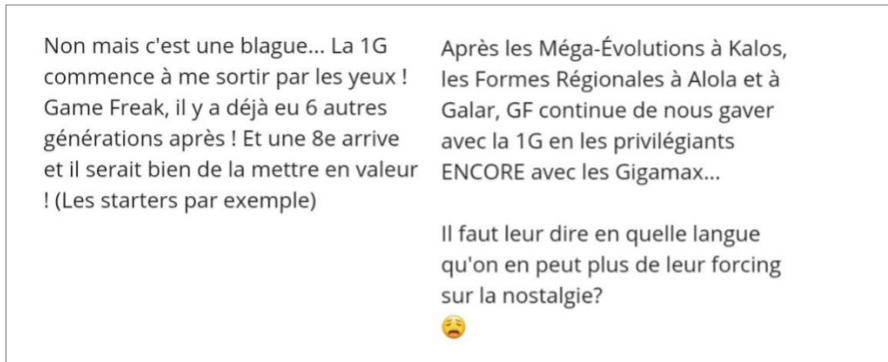 Non mais c'est une blague... La 1G
commence à me sortir par les yeux !
Game Freak, il y a déjà eu 6 autres
générations après ! Et une 8e arrive
et il serait bien de la mettre en valeur
! (Les starters par exemple)
Après les Méga-Évolutions à Kalos,
les Formes Régionales à Alola et à
Galar, GF continue de nous gaver
avec la 1G en les privilégiants
ENCORE avec les Gigamax...
Il faut leur dire en quelle langue
qu'on en peut plus de leur forcing
sur la nostalgie?
😩